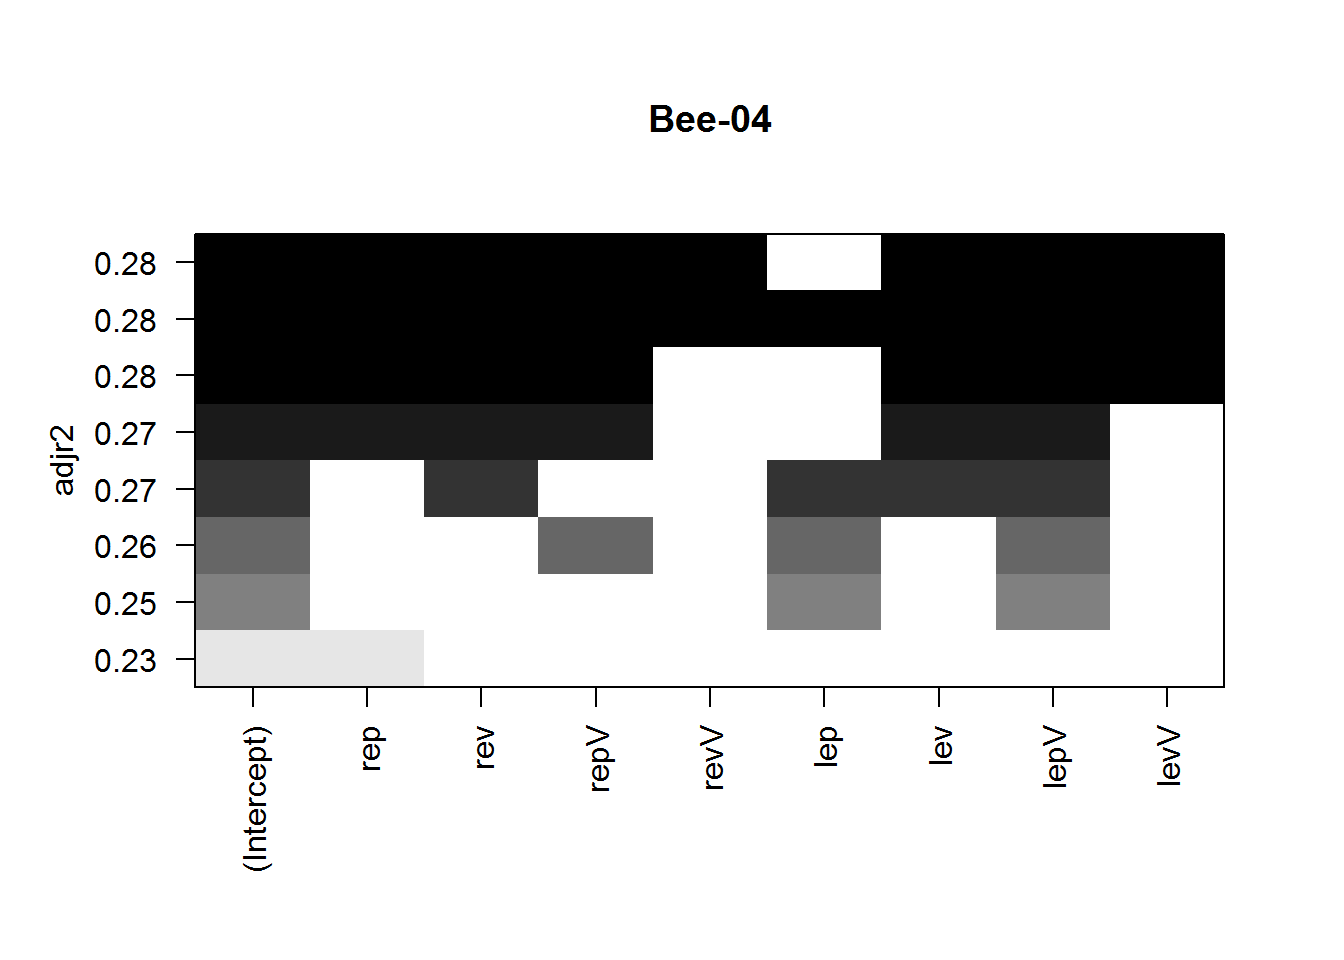 Bee-04
adjr2
0.28
0.28
0.28
0.27
0.27
0.26
0.25
0.23
(Intercept)
rep
rev
repV
revV
lep
lev
lepV
levV